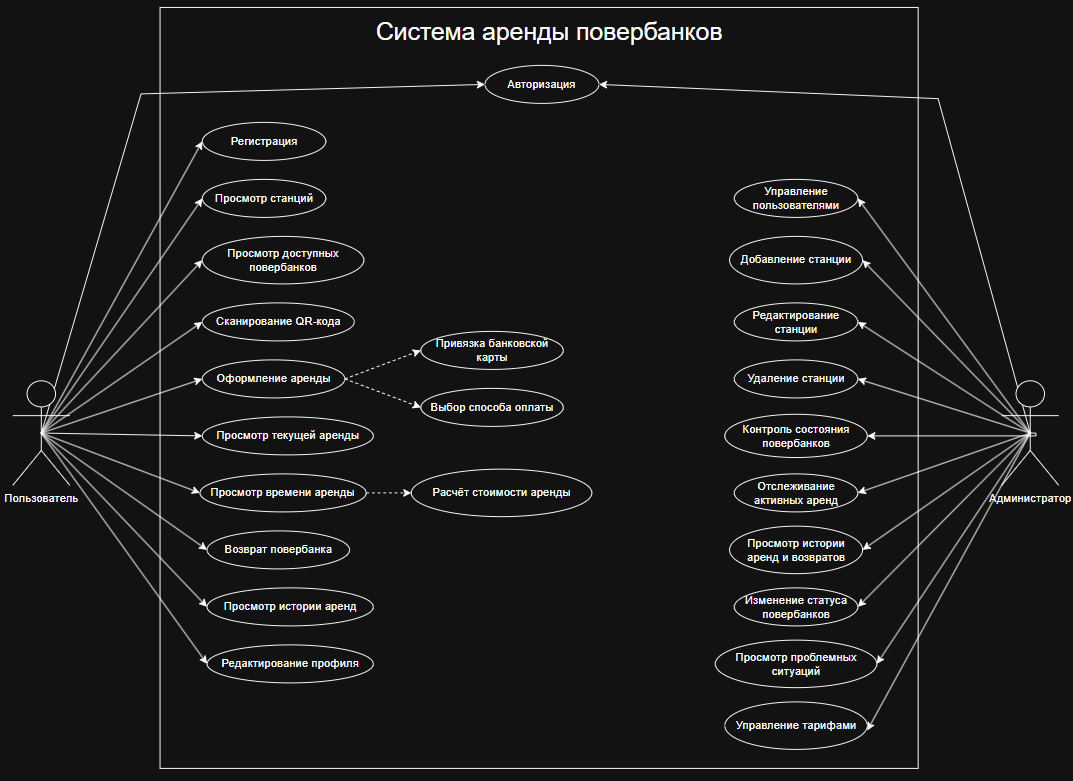 Система аренды повербанков
Авторизация
Регистрация
Просмотр станций
Просмотр доступных
повербанков
Сканирование QR-кода
Оформление аренды
Привязка банковской
карты
Выбор способа оплаты
Просмотр текущей аренды
Просмотр времени аренды
Расчёт стоимости аренды
Возврат повербанка
Просмотр истории аренд
Редактирование профиля
Пользователь
Управление
пользователями
Добавление станции
Редактирование
станции
Удаление станции
Контроль состояния
повербанков
Отслеживание
активных аренд
Просмотр истории
аренд и возвратов
Изменение статуса
повербанков
Просмотр проблемных
ситуаций
Управление тарифами
Администратор